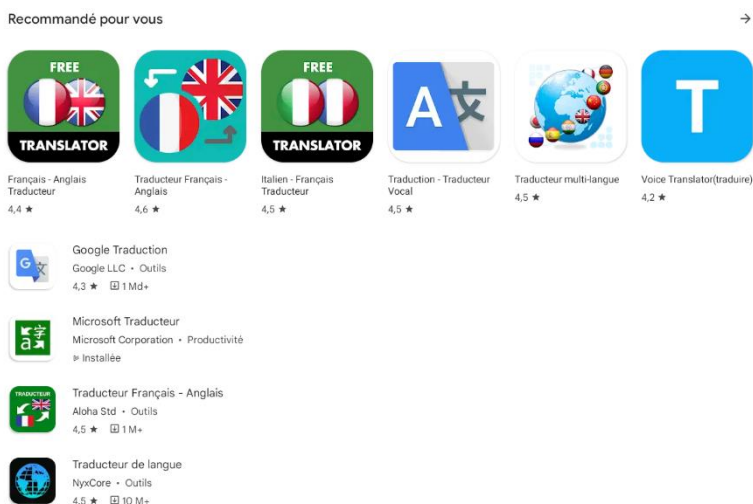 Recommandé pour vous
FREE
TRANSLATOR
FREE
TRANSLATOR
A 文
T
Français - Anglais
Traducteur
4,4 ★
Traducteur Français -
Anglais
4,6 ★
Italien - Français
Traducteur
4,5 ★
Traduction - Traducteur
Vocal
4,5 ★
Traducteur multi-langue
4,5 ★
Voice Translator(traduire)
4,2 ★
G 文
Google Traduction
Google LLC • Outils
4,3 ★ 1 Md+
a字
Microsoft Traducteur
Microsoft Corporation • Productivité
Installée
TRADUCTEUR
Traducteur Français - Anglais
Aloha Std • Outils
4,5 ★ 1 M+
Traducteur de langue
NyxCore • Outils
4,5 ★ 10 M+